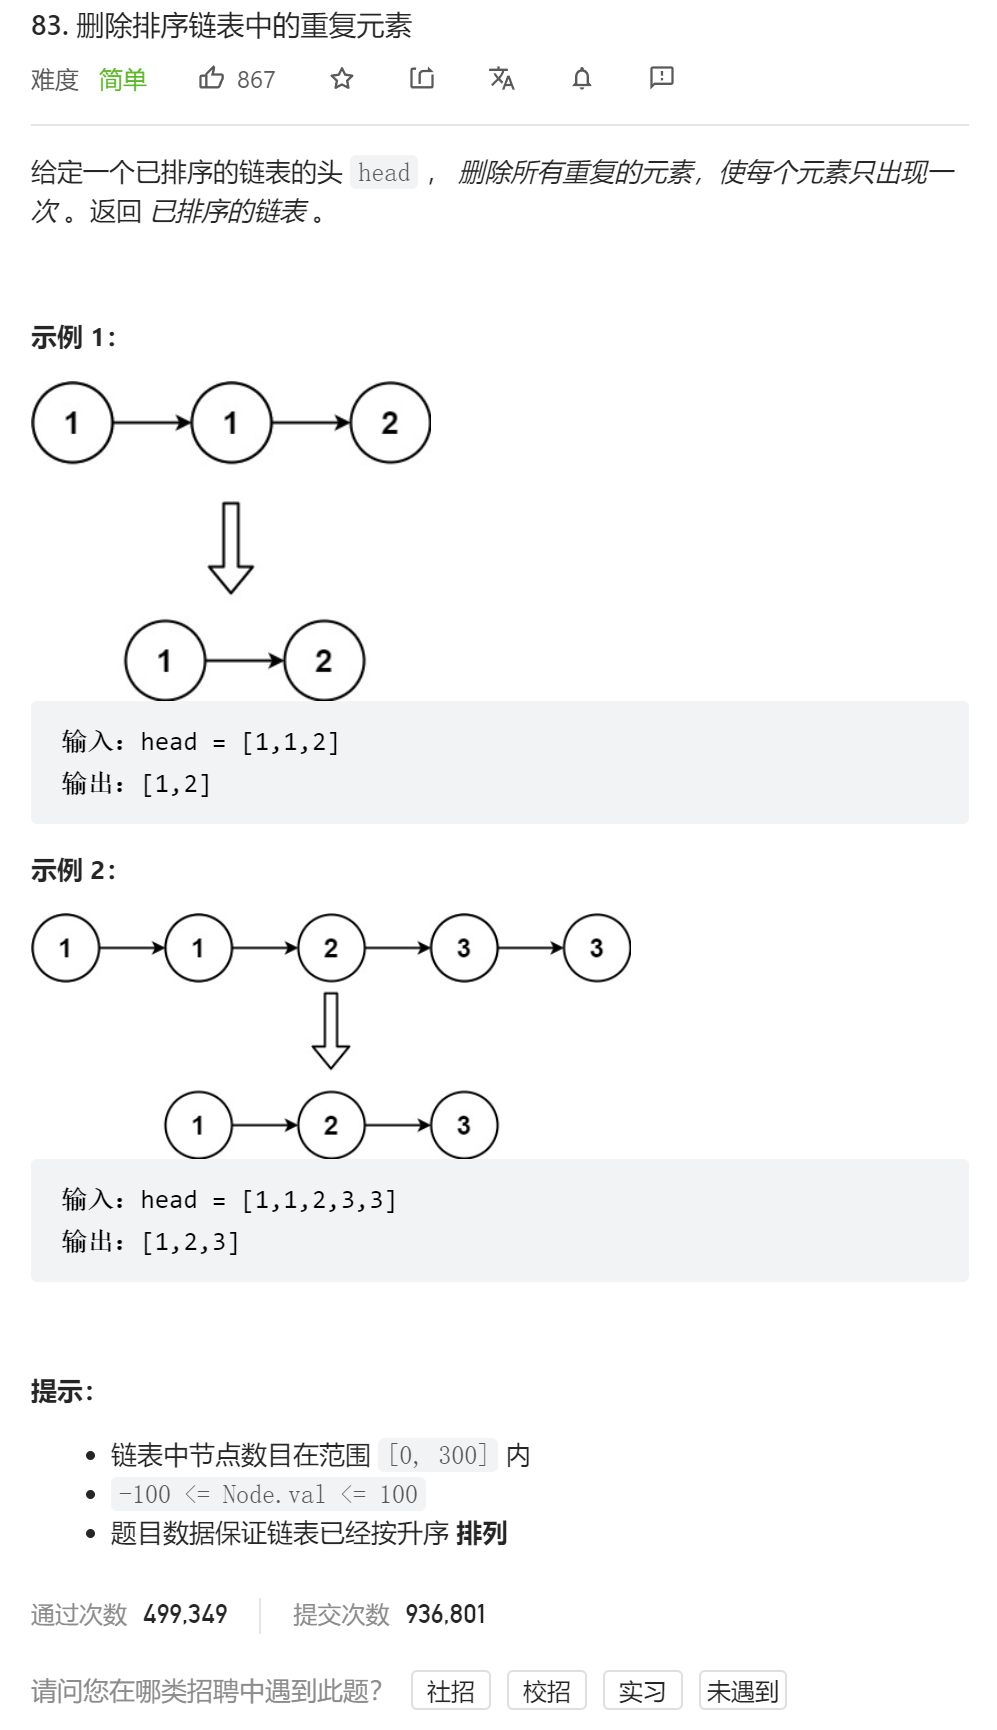 83. 删除排序链表中的重复元素
难度 简单 867
给定一个已排序的链表的头 head ， 删除所有重复的元素，使每个元素只出现一
次 。返回 已排序的链表 。
示例 1：
1 1 2
1 2
输入：head = [1,1,2]
输出：[1,2]
示例 2：
1 1 2 3 3
1 2 3
输入：head = [1,1,2,3,3]
输出：[1,2,3]
提示：
• 链表中节点数目在范围 [0, 300] 内
• -100 <= Node.val <= 100
• 题目数据保证链表已经按升序 排列
通过次数 499,349 提交次数 936,801
请问您在哪类招聘中遇到此题？ 社招 校招 实习 未遇到